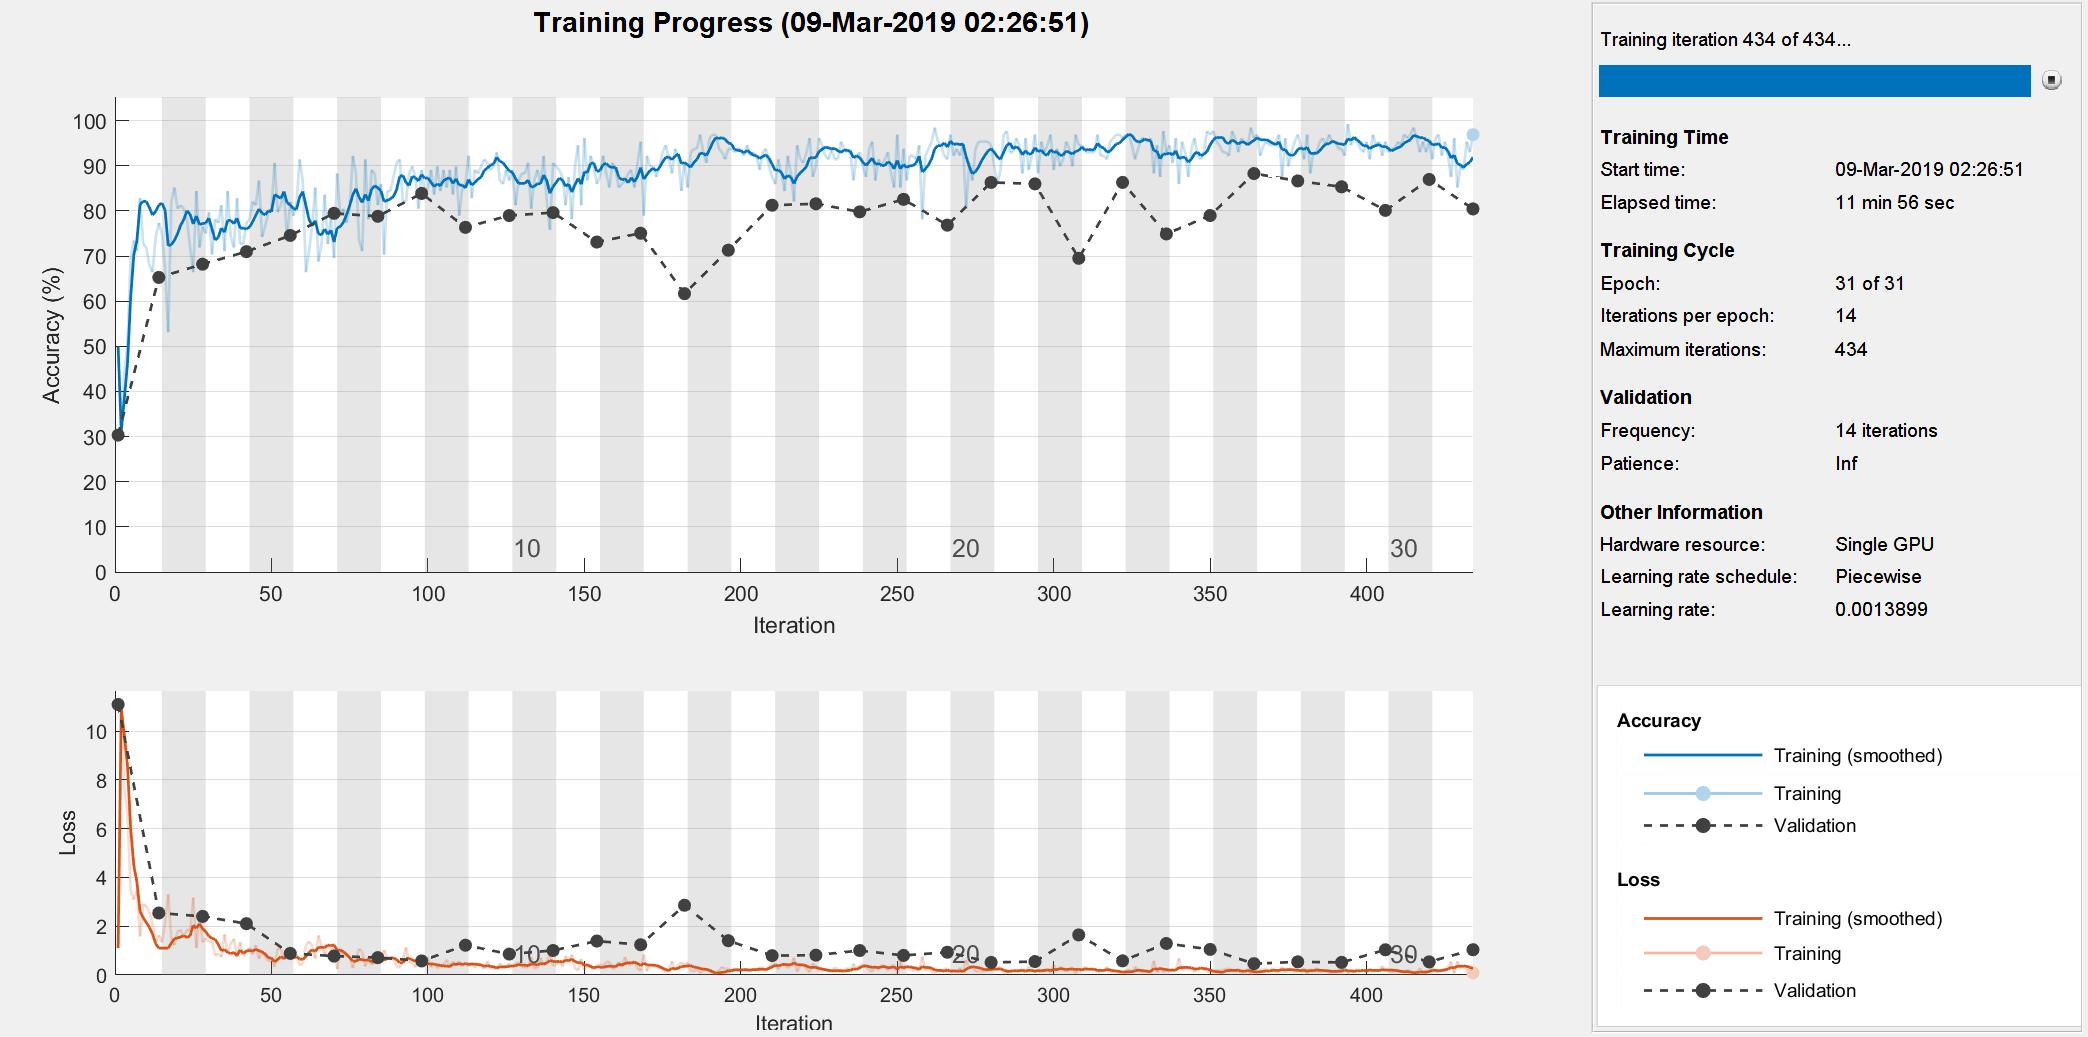 Training Progress (09-Mar-2019 02:26:51)
100
90
80
70
60
50
40
30
20
10
0
Accuracy (%)
10
20
30
0 50 100 150 200 250 300 350 400
Iteration
10
8
6
4
2
0
Loss
10
20
30
0 50 100 150 200 250 300 350 400
Iteration
Training iteration 434 of 434...
Training Time
Start time: 09-Mar-2019 02:26:51
Elapsed time: 11 min 56 sec
Training Cycle
Epoch: 31 of 31
Iterations per epoch: 14
Maximum iterations: 434
Validation
Frequency: 14 iterations
Patience: Inf
Other Information
Hardware resource: Single GPU
Learning rate schedule: Piecewise
Learning rate: 0.0013899
Accuracy
Training (smoothed)
Training
Validation
Loss
Training (smoothed)
Training
Validation